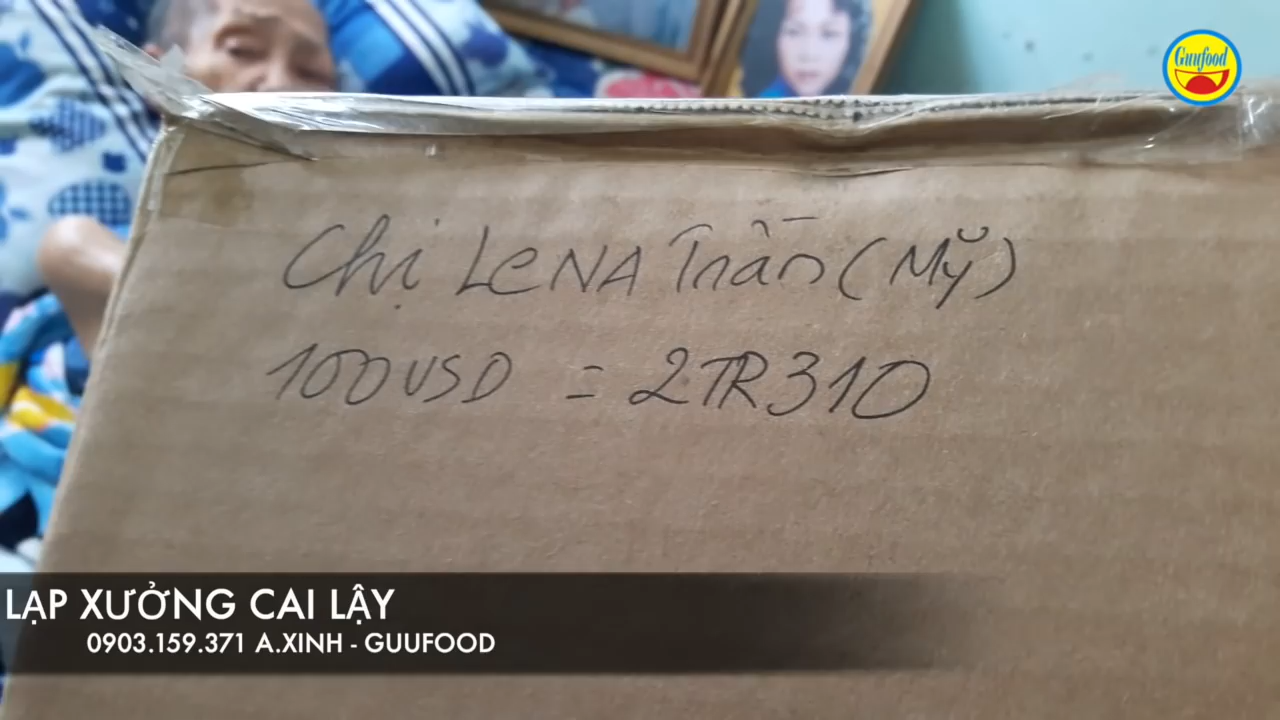 Guufood
Chị LeNA Trần (Mỹ)
100USD = 2TR310
LẠP XƯỞNG CAI LẬY
0903.159.371 A.XINH - GUUFOOD